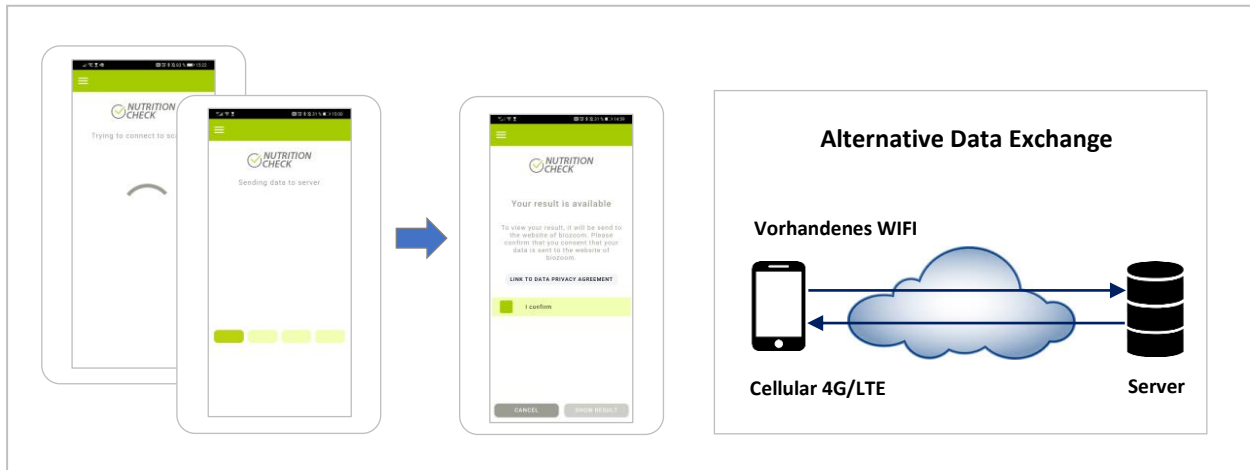 NUTRITION
CHECK
Trying to connect to
NUTRITION
CHECK
Sending data to server
NUTRITION
CHECK
Your result is available
To view your result, it will be send to
the website of biozoom. Please
confirm that you consent that your
data is sent to the website of
biozoom.
LINK TO DATA PRIVACY AGREEMENT
I confirm
CANCEL
SHOW RESULT
Alternative Data Exchange
Vorhandenes WIFI
Cellular 4G/LTE
Server